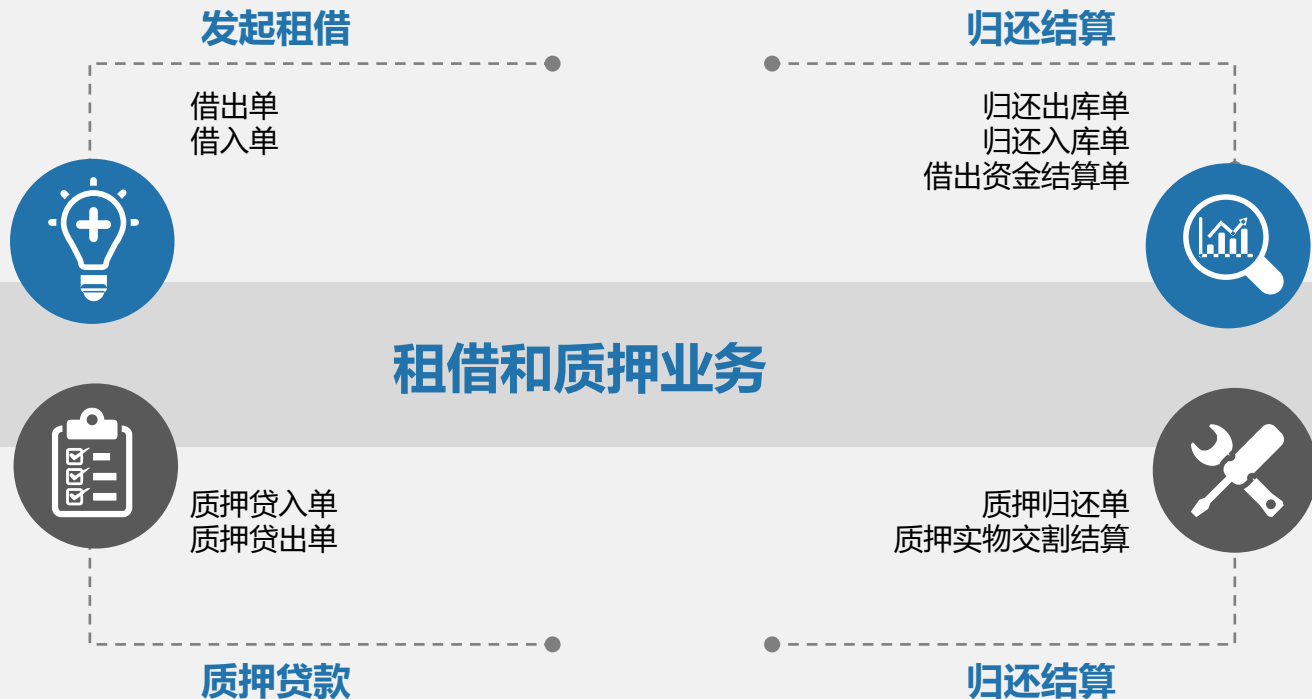 发起租借
归还结算
借出单
借入单
归还出库单
归还入库单
借出资金结算单
租借和质押业务
质押贷入单
质押贷出单
质押归还单
质押实物交割结算
质押贷款
归还结算